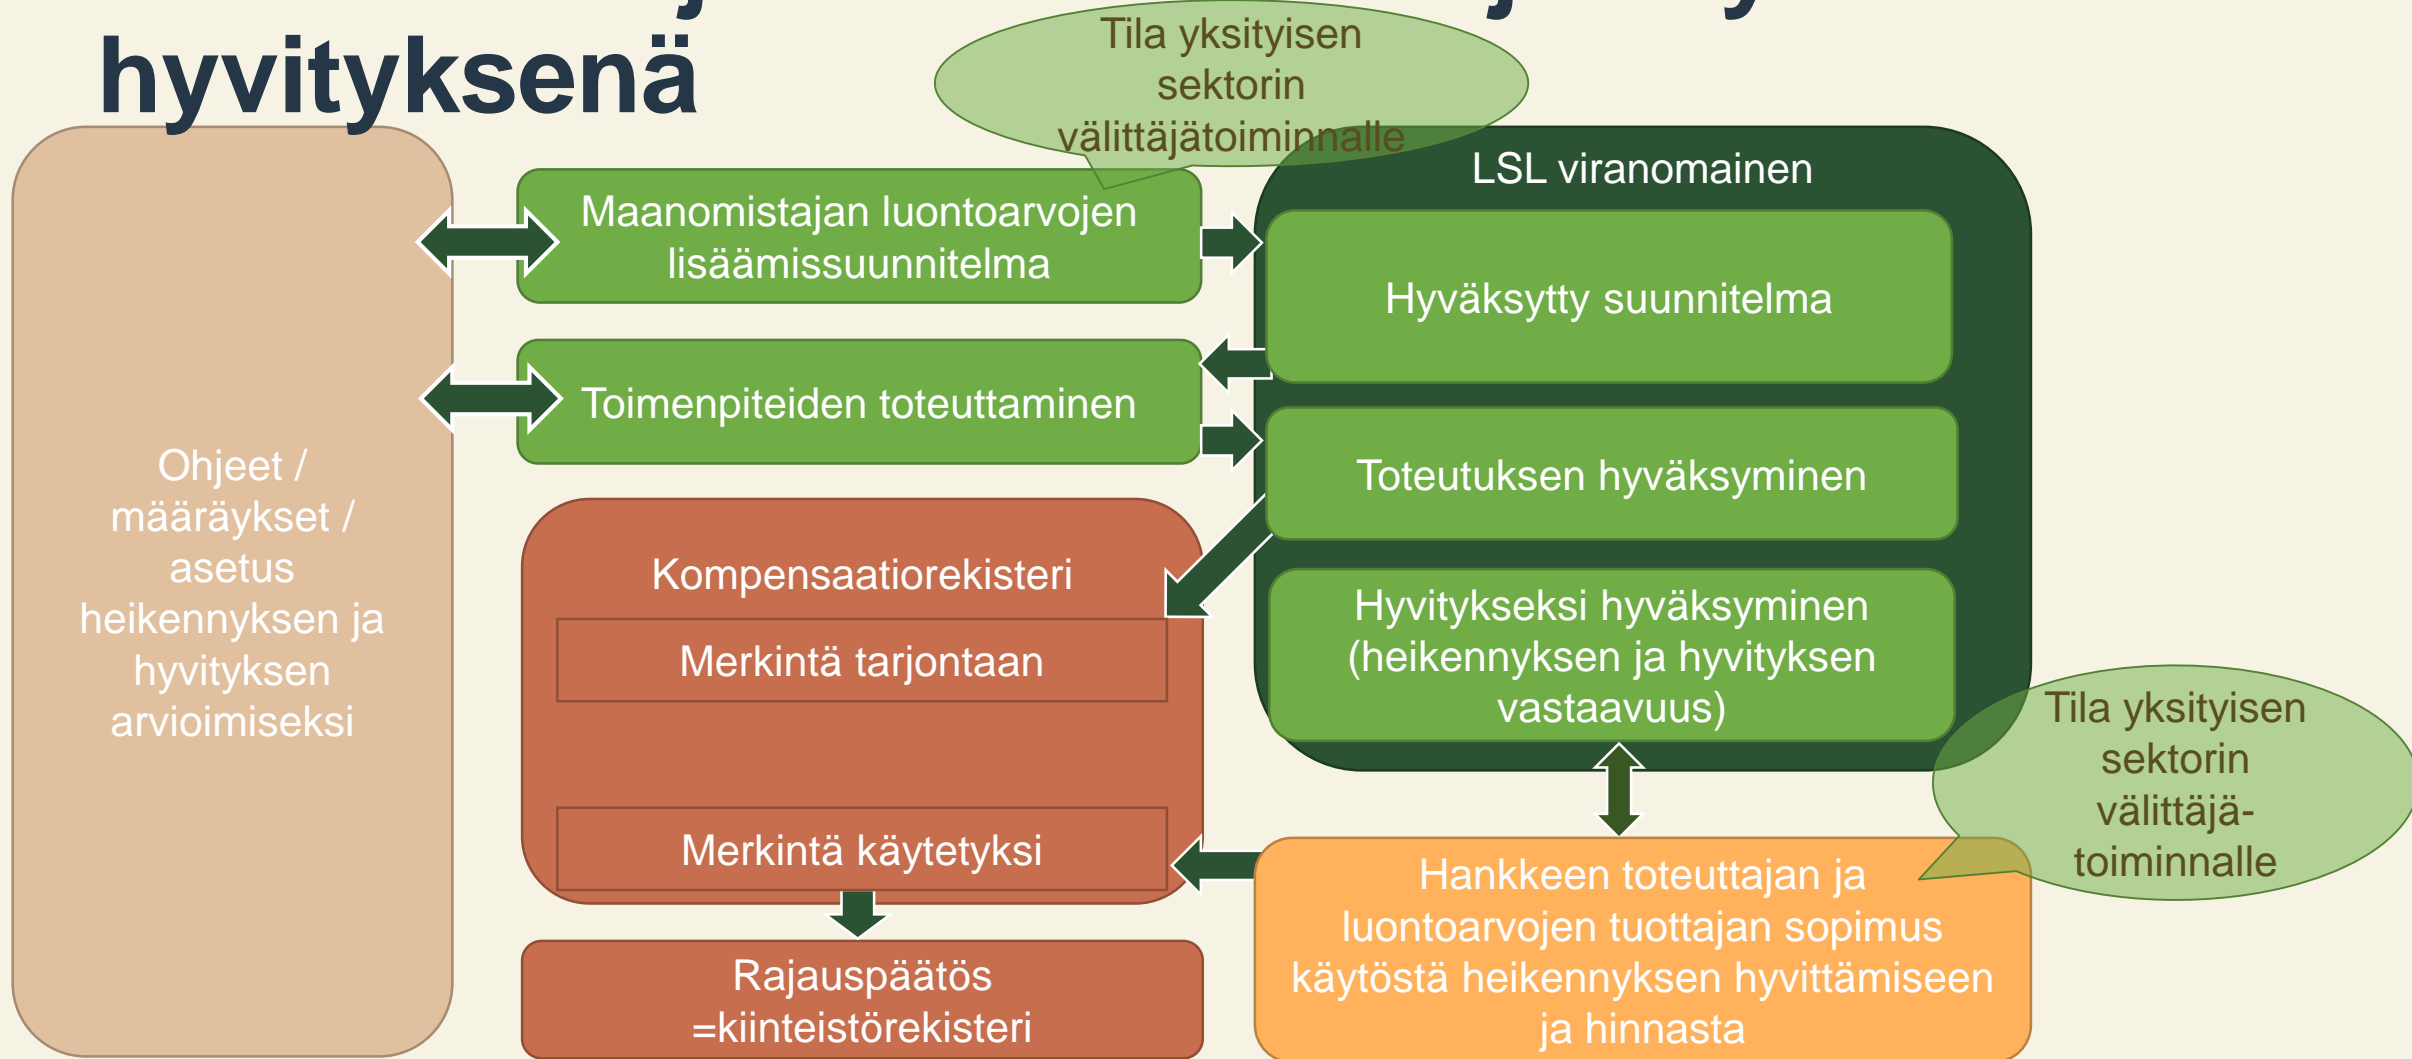 hyvityksenä
Tila yksityisen
sektorin
välittäjätoiminnalle
LSL viranomainen
Maanomistajan luontoarvojen
lisäämissuunnitelma
Hyväksytty suunnitelma
Toimenpiteiden toteuttaminen
Toteutuksen hyväksyminen
Ohjeet /
määräykset /
asetus
heikennyksen ja
hyvityksen
arvioimiseksi
Kompensaatiorekisteri
Merkintä tarjontaan
Merkintä käytetyksi
Hyvitykseksi hyväksyminen
(heikennyksen ja hyvityksen
vastaavuus)
Tila yksityisen
sektorin
välittäjä-
toiminnalle
Hankkeen toteuttajan ja
luontoarvojen tuottajan sopimus
käytöstä heikennyksen hyvittämiseen
ja hinnasta
Rajauspäätös
=kiinteistörekisteri